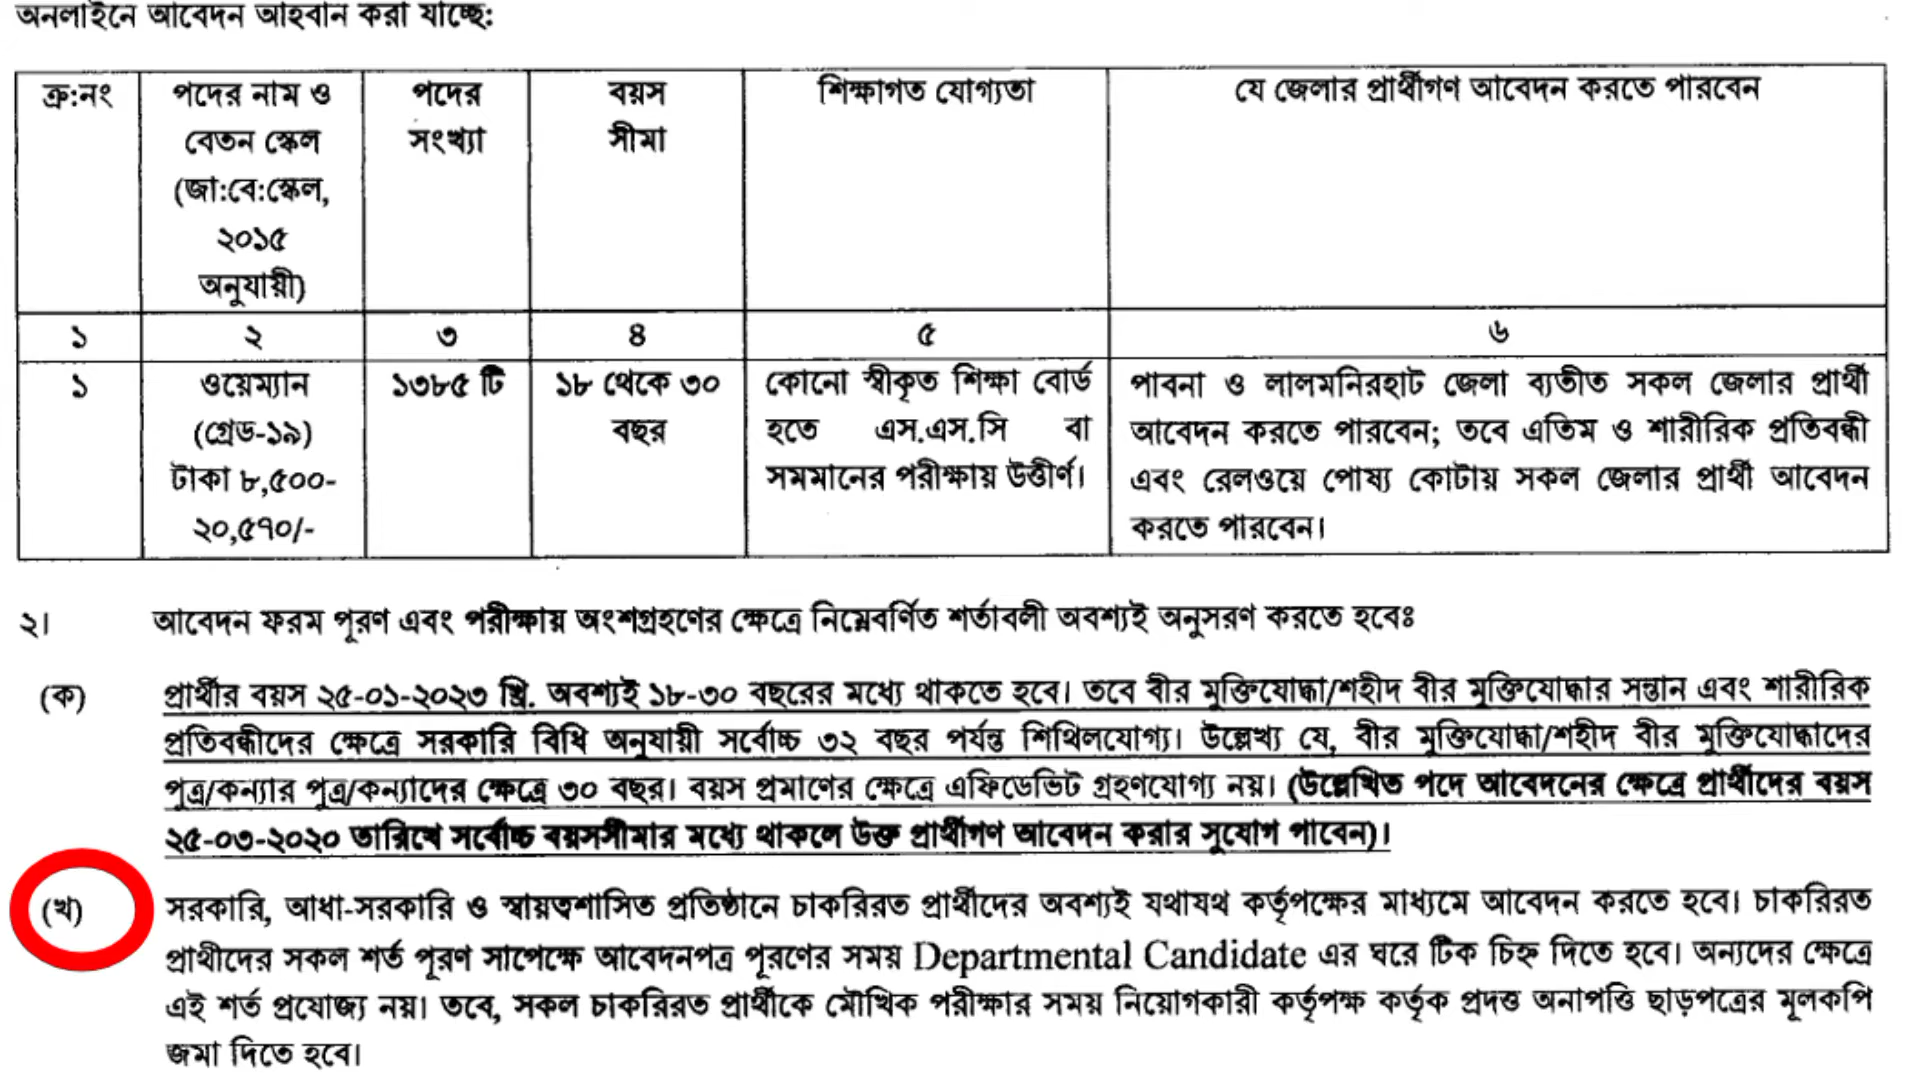 অনলাইনে আবেদন আহবান করা যাচ্ছে:
ক্র:নং
পদের নাম ও
বেতন স্কেল
(জা:বে:স্কেল,
২০১৫
অনুযায়ী)
পদের
সংখ্যা
বয়স
সীমা
শিক্ষাগত যোগ্যতা
যে জেলার প্রার্থীগণ আবেদন করতে পারবেন
১
২
৩
৪
৫
৬
১
ওয়েম্যান
(গ্রেড-১৯)
টাকা ৮,৫০০-
২০,৫৭০/-
১৩৮৫ টি
১৮ থেকে ৩০
বছর
কোনো স্বীকৃত শিক্ষা বোর্ড
হতে এস.এস.সি বা
সমমানের পরীক্ষায় উত্তীর্ণ।
পাবনা ও লালমনিরহাট জেলা ব্যতীত সকল জেলার প্রার্থী
আবেদন করতে পারবেন; তবে এতিম ও শারীরিক প্রতিবন্ধী
এবং রেলওয়ে পোষ্য কোটায় সকল জেলার প্রার্থী আবেদন
করতে পারবেন।
২। আবেদন ফরম পূরণ এবং পরীক্ষায় অংশগ্রহণের ক্ষেত্রে নিম্নেবর্ণিত শর্তাবলী অবশ্যই অনুসরণ করতে হবেঃ
(ক) প্রার্থীর বয়স ২৫-০১-২০২৩ খ্রি. অবশ্যই ১৮-৩০ বছরের মধ্যে থাকতে হবে। তবে বীর মুক্তিযোদ্ধা/শহীদ বীর মুক্তিযোদ্ধার সন্তান এবং শারীরিক
প্রতিবন্ধীদের ক্ষেত্রে সরকারি বিধি অনুযায়ী সর্বোচ্চ ৩২ বছর পর্যন্ত শিথিলযোগ্য। উল্লেখ্য যে, বীর মুক্তিযোদ্ধা/শহীদ বীর মুক্তিযোদ্ধাদের
পুত্র/কন্যার পুত্র/কন্যাদের ক্ষেত্রে ৩০ বছর। বয়স প্রমাণের ক্ষেত্রে এফিডেভিট গ্রহণযোগ্য নয়। (উল্লেখিত পদে আবেদনের ক্ষেত্রে প্রার্থীদের বয়স
২৫-০৩-২০২০ তারিখে সর্বোচ্চ বয়সসীমার মধ্যে থাকলে উক্ত প্রার্থীগণ আবেদন করার সুযোগ পাবেন)।
(খ) সরকারি, আধা-সরকারি ও স্বায়ত্বশাসিত প্রতিষ্ঠানে চাকরিরত প্রার্থীদের অবশ্যই যথাযথ কর্তৃপক্ষের মাধ্যমে আবেদন করতে হবে। চাকরিরত
প্রার্থীদের সকল শর্ত পূরণ সাপেক্ষে আবেদনপত্র পূরণের সময় Departmental Candidate এর ঘরে টিক চিহ্ন দিতে হবে। অন্যদের ক্ষেত্রে
এই শর্ত প্রযোজ্য নয়। তবে, সকল চাকরিরত প্রার্থীকে মৌখিক পরীক্ষার সময় নিয়োগকারী কর্তৃপক্ষ কর্তৃক প্রদত্ত অনাপত্তি ছাড়পত্রের মূলকপি
জমা দিতে হবে।